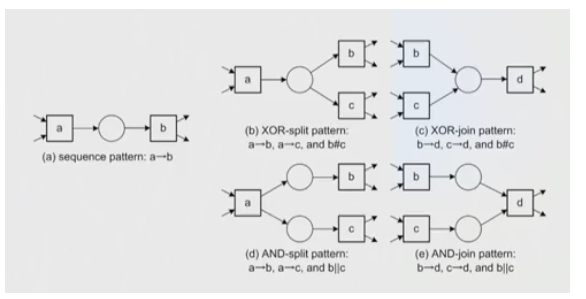 a b
(a) sequence pattern: a→b
a b c
(b) XOR-split pattern:
a→b, a→c, and b#c
b c d
(c) XOR-join pattern:
b→d, c→d, and b#c
a b c
(d) AND-split pattern:
a→b, a→c, and b||c
b c d
(e) AND-join pattern:
b→d, c→d, and b||c